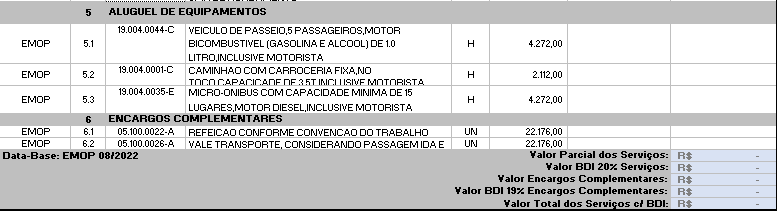 5 ALUGUEL DE EQUIPAMENTOS
19.004.0044-C VEICULO DE PASSEIO,5 PASSAGEIROS,MOTOR
EMOP 5.1 BICOMBUSTIVEL (GASOLINA E ALCOOL) DE 1.0 H 4.272,00
LITRO,INCLUSIVE MOTORISTA
19.004.0001-C CAMINHAO COM CARROCERIA FIXA,NO
EMOP 5.2 TOCO,CAPACIDADE DE 3,5T,INCLUSIVE MOTORISTA H 2.112,00
19.004.0035-E MICRO-ONIBUS COM CAPACIDADE MINIMA DE 15
EMOP 5.3 LUGARES,MOTOR DIESEL,INCLUSIVE MOTORISTA H 4.272,00
6 ENCARGOS COMPLEMENTARES
EMOP 6.1 05.100.0022-A REFEICAO CONFORME CONVENCAO DO TRABALHO UN 22.176,00
EMOP 6.2 05.100.0026-A VALE TRANSPORTE, CONSIDERANDO PASSAGEM IDA E UN 22.176,00
Data-Base: EMOP 08/2022 Valor Parcial dos Serviços: R$ -
Valor BDI 20% Serviços: R$ -
Valor Encargos Complementares: R$ -
Valor BDI 19% Encargos Complementares: R$ -
Valor Total dos Serviços c/ BDI: R$ -